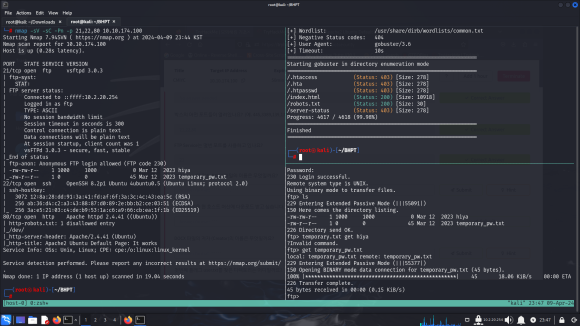 root@kali: ~/BHPT
File Actions Edit View Help
root@kali: ~/Downloads × root@kali: ~/BHPT ×
nmap -sV -sC -Pn -p 21,22,80 10.10.174.100
Starting Nmap 7.94SVN ( https://nmap.org ) at 2024-04-09 23:44 KST
Nmap scan report for 10.10.174.100
Host is up (0.28s latency).
PORT STATE SERVICE VERSION
21/tcp open ftp vsftpd 3.0.3
| ftp-syst:
| STAT:
| FTP server status:
| Connected to ::ffff:10.2.20.254
| Logged in as ftp
| TYPE: ASCII
| No session bandwidth limit
| Session timeout in seconds is 300
| Control connection is plain text
| Data connections will be plain text
| At session startup, client count was 1
| vsFTPd 3.0.3 - secure, fast, stable
|_End of status
| ftp-anon: Anonymous FTP login allowed (FTP code 230)
| -rw-rw-r-- 1 1000 1000 0 Mar 12 2023 hiya
|_-rw-r--r-- 1 0 0 45 Mar 12 2023 temporary_pw.txt
22/tcp open ssh OpenSSH 8.2p1 Ubuntu 4ubuntu0.5 (Ubuntu Linux; protocol 2.0)
| ssh-hostkey:
80/tcp open http Apache httpd 2.4.41 ((Ubuntu))
| http-robots.txt: 1 disallowed entry
|_http-server-header: Apache/2.4.41 (Ubuntu)
|_http-title: Apache2 Ubuntu Default Page: It works
Service Info: OSs: Unix, Linux; CPE: cpe:/o:linux:linux_kernel
Service detection performed. Please report any incorrect results at https://nmap.org/submit/
Nmap done: 1 IP address (1 host up) scanned in 19.04 seconds
[+] Wordlist: /usr/share/dirb/wordlists/common.txt
[+] Negative Status codes: 404
[+] User Agent: gobuster/3.6
[+] Timeout: 10s
Starting gobuster in directory enumeration mode
/.htaccess (Status: 403) [Size: 278]
/.hta (Status: 403) [Size: 278]
/.htpasswd (Status: 403) [Size: 278]
/index.html (Status: 200) [Size: 10918]
/robots.txt (Status: 200) [Size: 30]
/server-status (Status: 403) [Size: 278]
Progress: 4617 / 4618 (99.98%)
Finished
(root㉿kali)-[~/BHPT]
#
Password:
230 Login successful.
Remote system type is UNIX.
Using binary mode to transfer files.
ftp> ls
229 Entering Extended Passive Mode (|||55091|)
150 Here comes the directory listing.
-rw-rw-r-- 1 1000 1000 0 Mar 12 2023 hiya
-rw-r--r-- 1 0 0 45 Mar 12 2023 temporary_pw.txt
226 Directory send OK.
ftp> temporary.txt get hiya
?Invalid command.
ftp> get temporary_pw.txt
local: temporary_pw.txt remote: temporary_pw.txt
229 Entering Extended Passive Mode (|||55377|)
150 Opening BINARY mode data connection for temporary_pw.txt (45 bytes).
100% 45 18.06 KiB/s 00:00 ETA
226 Transfer complete.
45 bytes received in 00:00 (0.15 KiB/s)
ftp>
[host-0] 0:zsh*
"kali" 23:47 09-Apr-24
1 2 3 4
23:47